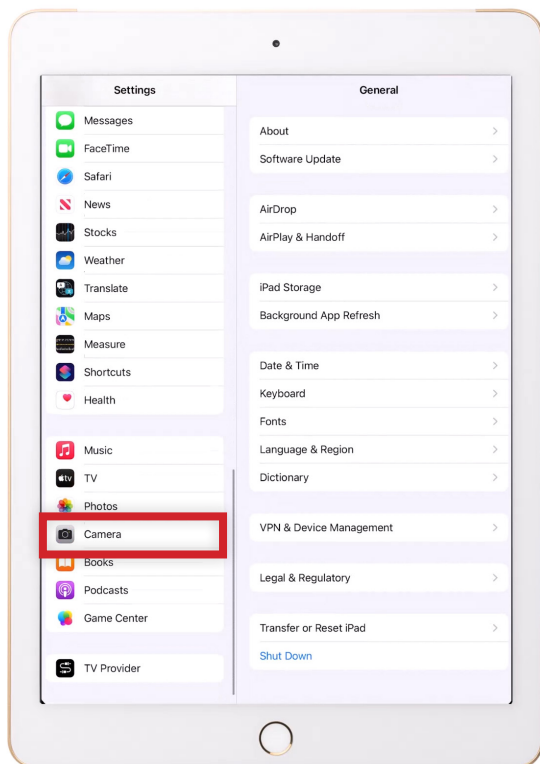 Settings
Messages
FaceTime
Safari
News
Stocks
Weather
Translate
Maps
Measure
Shortcuts
Health
Music
tv
TV
Photos
Camera
Books
Podcasts
Game Center
TV Provider
General
About
Software Update
AirDrop
AirPlay & Handoff
iPad Storage
Background App Refresh
Date & Time
Keyboard
Fonts
Language & Region
Dictionary
VPN & Device Management
Legal & Regulatory
Transfer or Reset iPad
Shut Down